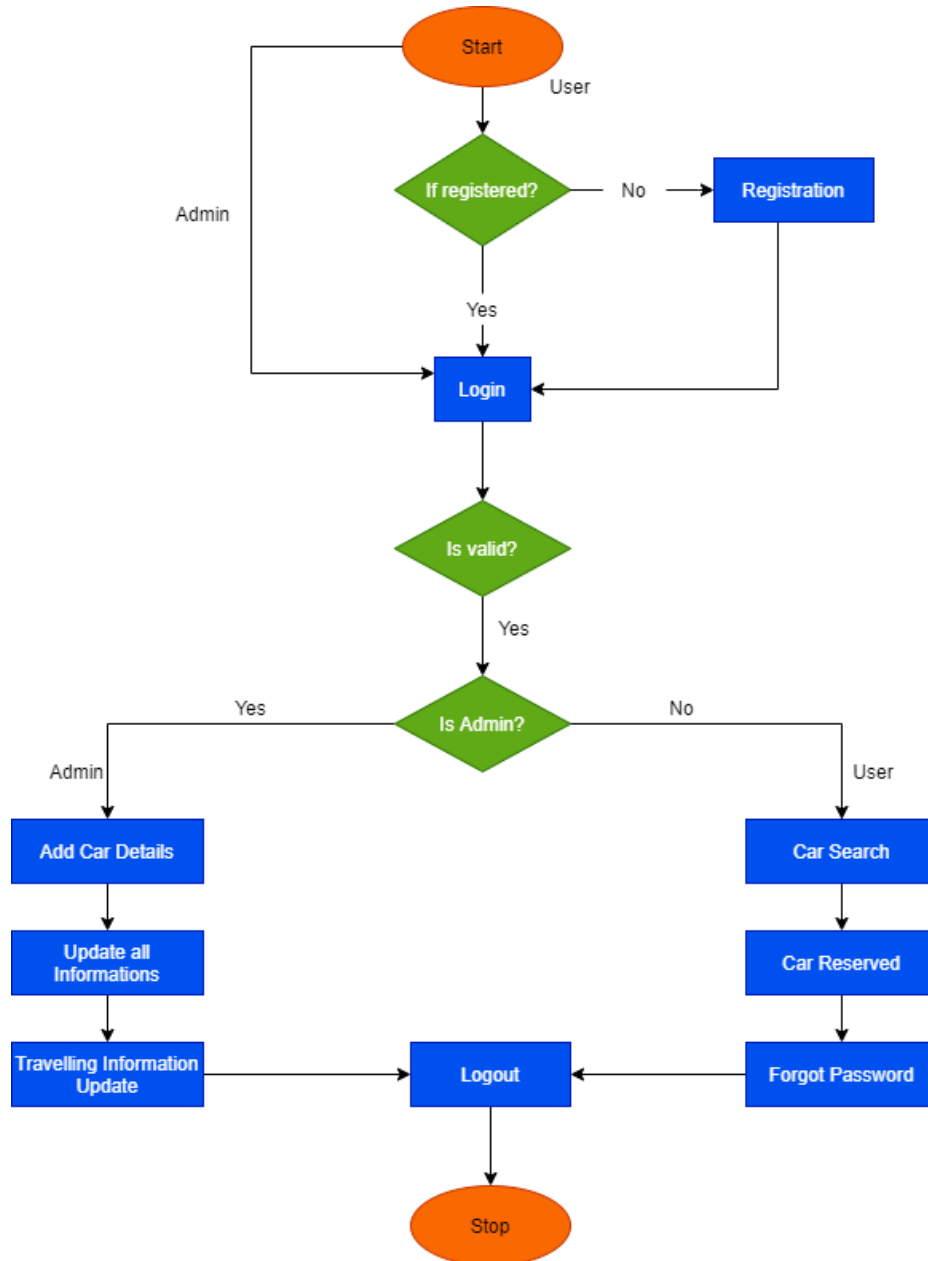 Start
User
If registered?
No
Registration
Admin
Yes
Login
Is valid?
Yes
Is Admin?
Yes
No
Admin
User
Add Car Details
Car Search
Update all
Informations
Car Reserved
Travelling Information
Update
Logout
Forgot Password
Stop